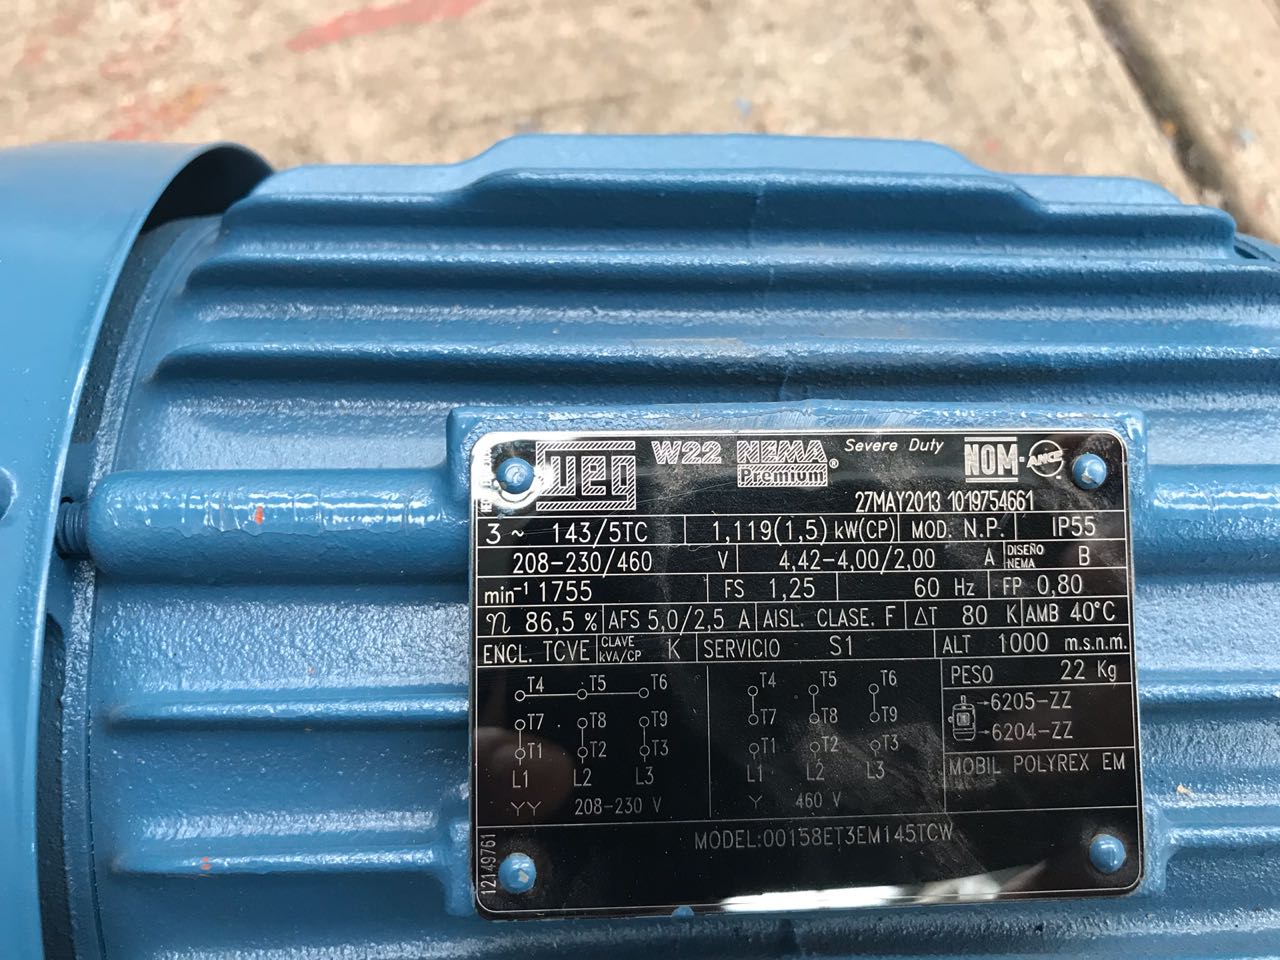 WEG W22 NEMA Premium® Severe Duty NOM-ANCE
27MAY2013 1019754661
3~ 143/5TC 1,119(1,5) kW(CP) MOD. N.P. IP55
208-230/460 V 4,42-4,00/2,00 A DISEÑO NEMA B
min⁻¹ 1755 FS 1,25 60 Hz FP 0,80
η 86,5 % AFS 5,0/2,5 A AISL. CLASE. F ΔT 80 K AMB 40°C
ENCL. TCVE CLAVE kVA/CP K SERVICIO S1 ALT 1000 m.s.n.m.
PESO 22 Kg
T4 T5 T6 T4 T5 T6
→6205-ZZ
T7 T8 T9 T7 T8 T9
→6204-ZZ
T1 T2 T3 T1 T2 T3
MOBIL POLYREX EM
L1 L2 L3 L1 L2 L3
YY 208-230 V Y 460 V
MODEL:00158ET3EM145TCW
12149761